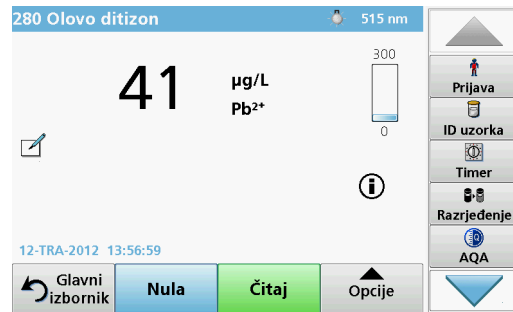 280 Olovo ditizon
515 nm
41
µg/L
Pb²⁺
300
0
12-TRA-2012 13:56:59
Glavni
izbornik
Nula
Čitaj
Opcije
Prijava
ID uzorka
Timer
Razrjeđenje
AQA